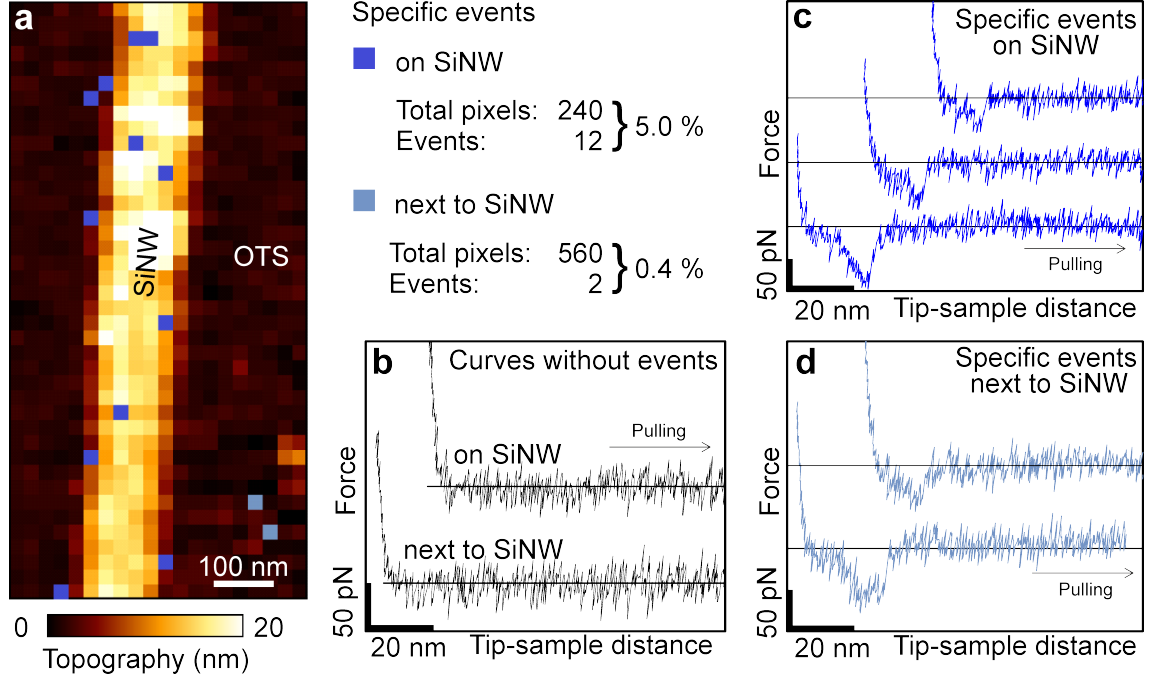 a
SiNW
OTS
100 nm
0
20
Topography (nm)
Specific events
on SiNW
Total pixels: 240
Events: 12
} 5.0 %
next to SiNW
Total pixels: 560
Events: 2
} 0.4 %
b
Curves without events
Pulling
on SiNW
next to SiNW
Force
50 pN
20 nm
Tip-sample distance
c
Specific events
on SiNW
Force
50 pN
Pulling
20 nm
Tip-sample distance
d
Specific events
next to SiNW
Force
50 pN
Pulling
20 nm
Tip-sample distance